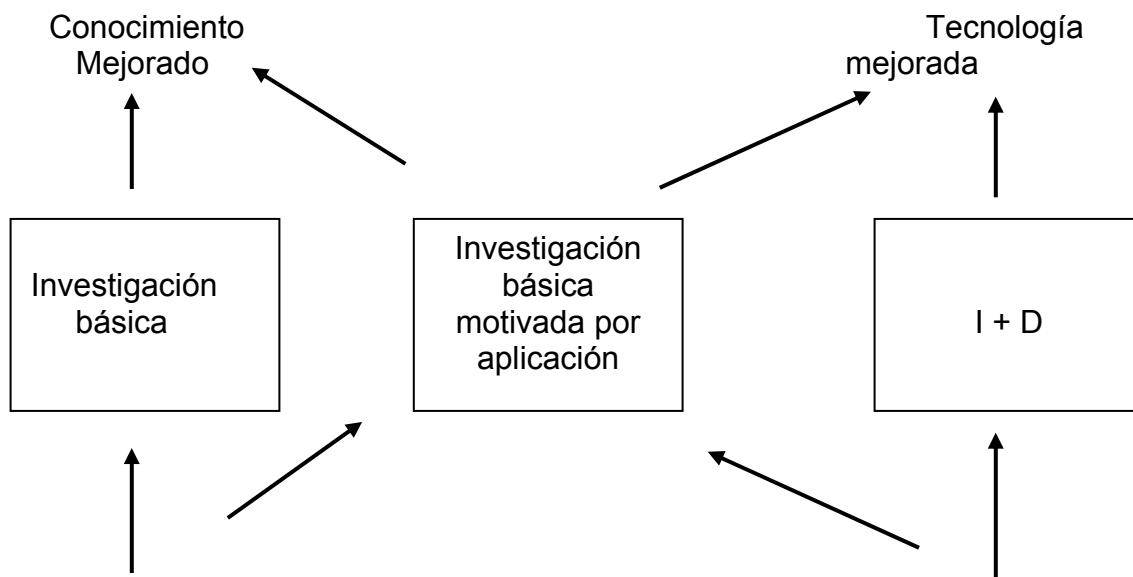 Conocimiento
Mejorado
Tecnología
mejorada
Investigación
básica
Investigación
básica
motivada por
aplicación
I + D